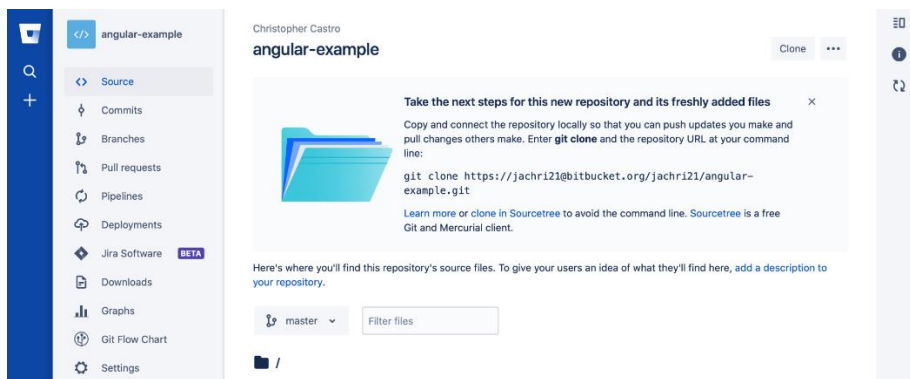 angular-example
Source
Commits
Branches
Pull requests
Pipelines
Deployments
Jira Software BETA
Downloads
Graphs
Git Flow Chart
Settings
Christopher Castro
angular-example
Clone
Take the next steps for this new repository and its freshly added files
Copy and connect the repository locally so that you can push updates you make and
pull changes others make. Enter git clone and the repository URL at your command
line:
git clone https://jachri21@bitbucket.org/jachri21/angular-
example.git
Learn more or clone in Sourcetree to avoid the command line. Sourcetree is a free
Git and Mercurial client.
Here's where you'll find this repository's source files. To give your users an idea of what they'll find here, add a description to
your repository.
master
Filter files
/